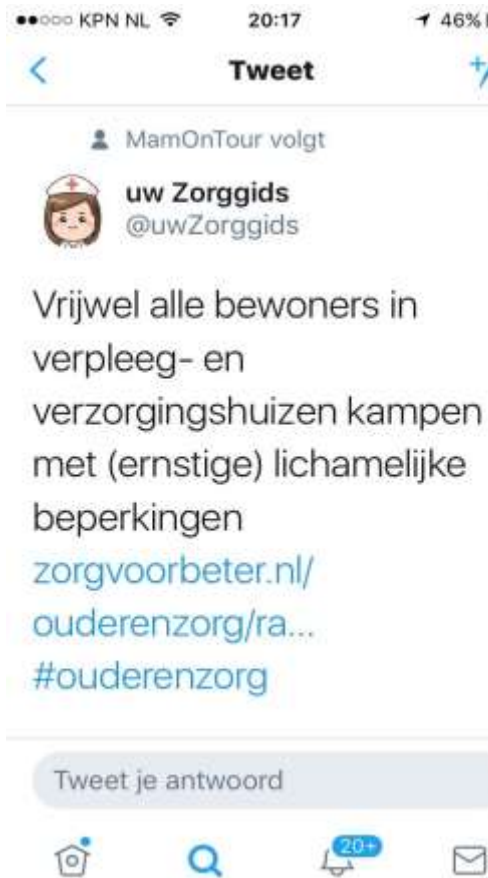 KPN NL 20:17 46%
Tweet
MamOnTour volgt
uw Zorggids
@uwZorggids
Vrijwel alle bewoners in
verpleeg- en
verzorgingshuizen kampen
met (ernstige) lichamelijke
beperkingen
zorgvoorbeter.nl/
ouderenzorg/ra...
#ouderenzorg
Tweet je antwoord
20+